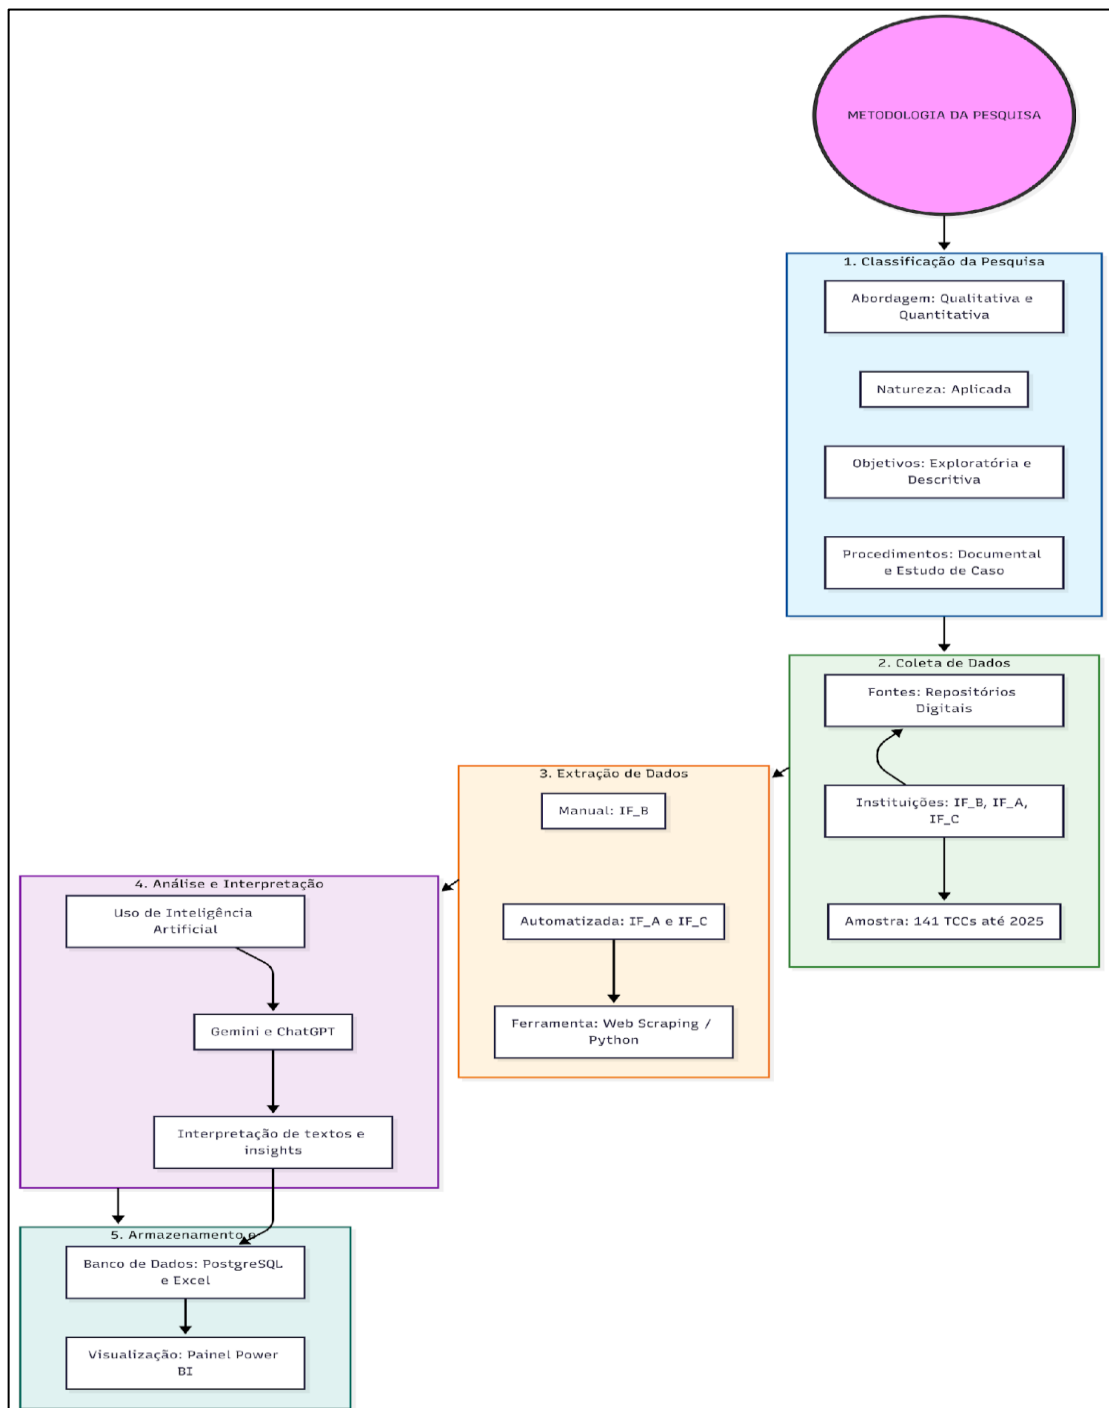 METODOLOGIA DA PESQUISA
1. Classificação da Pesquisa
Abordagem: Qualitativa e
Quantitativa
Natureza: Aplicada
Objetivos: Exploratória e
Descritiva
Procedimentos: Documental
e Estudo de Caso
2. Coleta de Dados
Fontes: Repositórios
Digitais
Instituições: IF_B, IF_A,
IF_C
Amostra: 141 TCCs até 2025
3. Extração de Dados
Manual: IF_B
Automatizada: IF_A e IF_C
Ferramenta: Web Scraping /
Python
4. Análise e Interpretação
Uso de Inteligência
Artificial
Gemini e ChatGPT
Interpretação de textos e
insights
5. Armazenamento e
Banco de Dados: PostgreSQL
e Excel
Visualização: Painel Power
BI